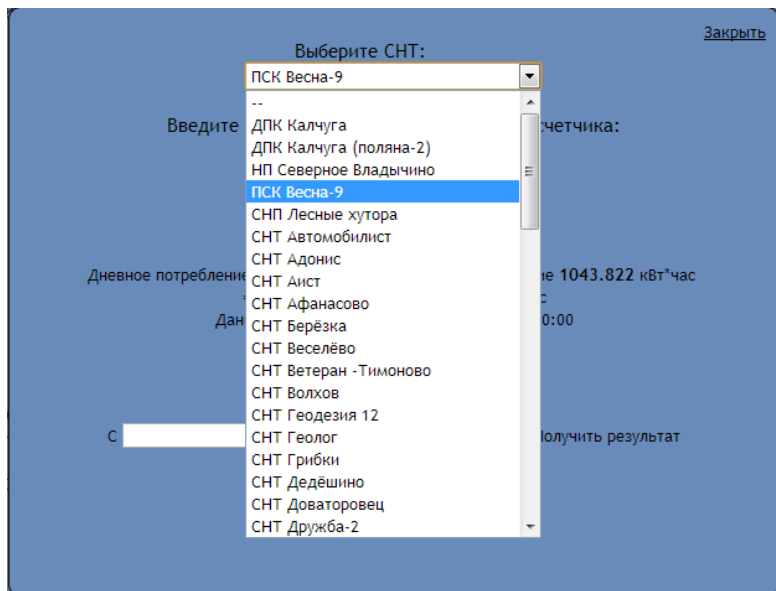 Закрыть
Выберите СНТ:
ПСК Весна-9
--
Введите
счетчика:
ДПК Калчуга
ДПК Калчуга (поляна-2)
НП Северное Владычино
ПСК Весна-9
СНП Лесные хутора
СНТ Автомобилист
СНТ Адонис
Дневное потребление
1043.822 кВт*час
СНТ Аист
СНТ Афанасово
СНТ Берёзка
0:00
СНТ Веселёво
СНТ Ветеран -Тимоново
СНТ Волхов
СНТ Геодезия 12
С
СНТ Геолог
Получить результат
СНТ Грибки
СНТ Дедёшино
СНТ Доваторовец
СНТ Дружба-2